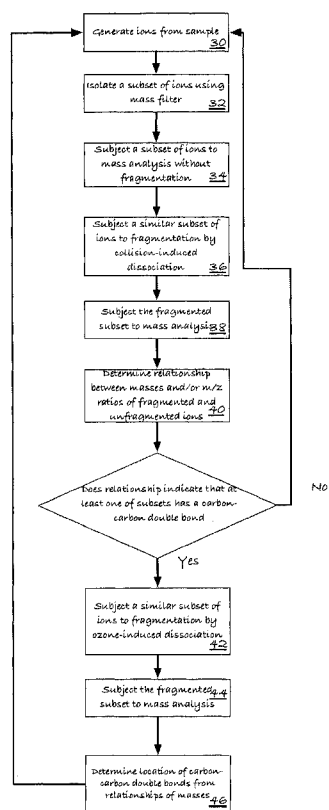 Generate ions from sample
30
Isolate a subset of ions using
mass filter
32
Subject a subset of ions to
mass analysis without
fragmentation
34
Subject a similar subset of
ions to fragmentation by
collision-induced
dissociation
36
Subject the fragmented
subset to mass analysis
38
Determine relationship
between masses and/or m/z
ratios of fragmented and
unfragmented ions
40
Does relationship indicate that at
least one of subsets has a carbon-
carbon double bond
No
Yes
Subject a similar subset of
ions to fragmentation by
ozone-induced dissociation
42
Subject the fragmented
44
subset to mass analysis
Determine location of carbon-
carbon double bonds from
relationships of masses
46